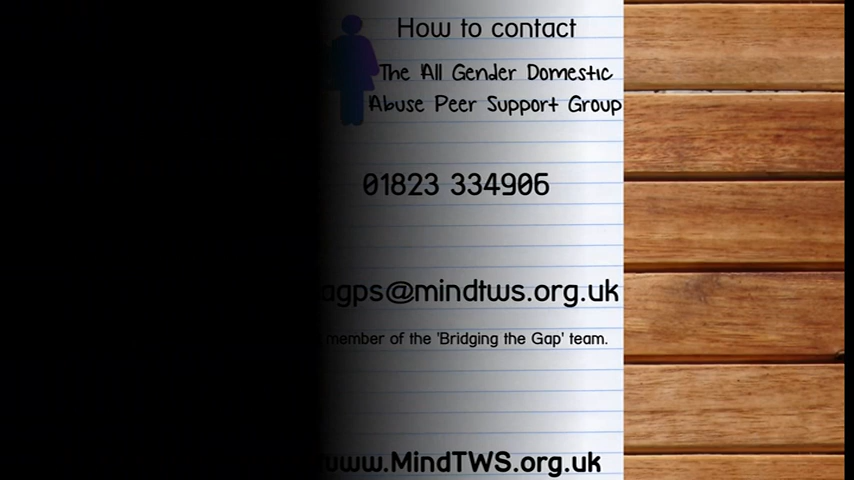 How to contact
The All Gender Domestic
Abuse Peer Support Group
01823 334906
agps@mindtws.org.uk
member of the 'Bridging the Gap' team.
www.MindTWS.org.uk